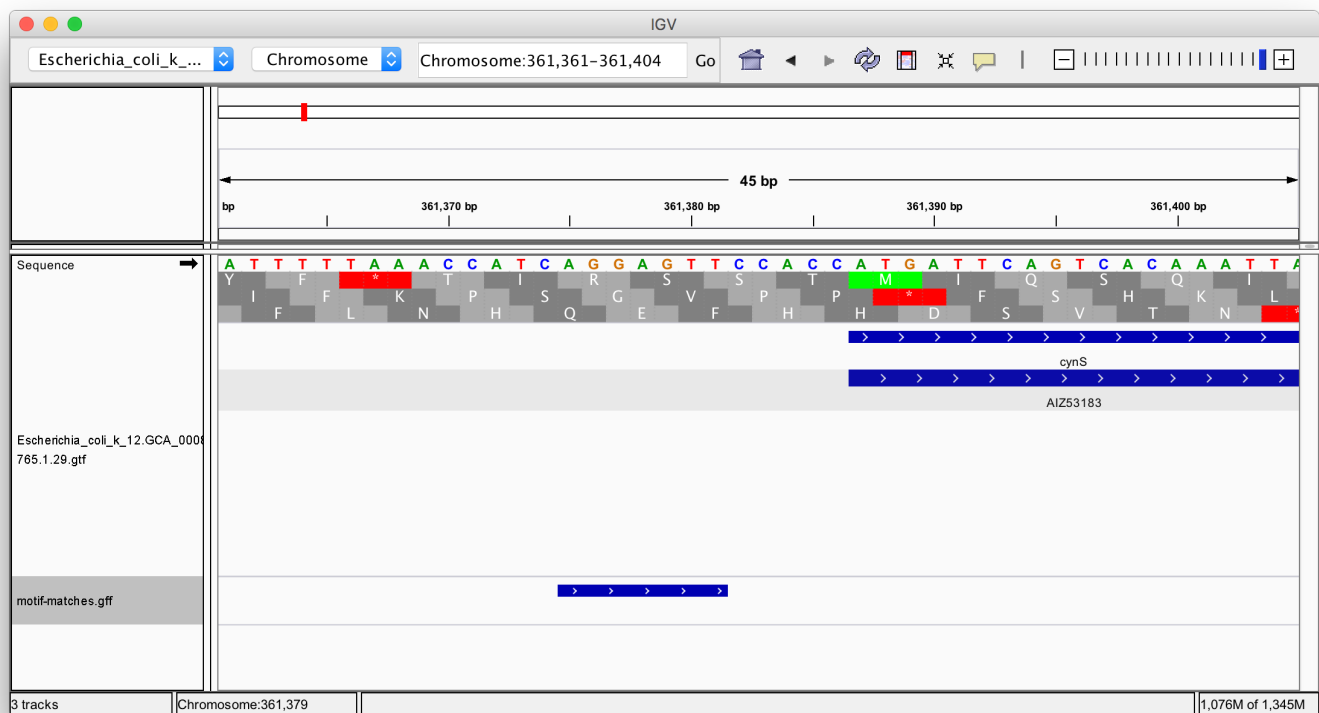 IGV
Escherichia_coli_k_... Chromosome Chromosome:361,361-361,404 Go
45 bp
bp 361,370 bp 361,380 bp 361,390 bp 361,400 bp
Sequence A T T T T T A A A C C A T C A G G A G T T C C A C C A T G A T T C A G T C A C A A A T T A
Y F * T I R S S T M I Q S Q I
I F K P S G V P P * F S H K L
F L N H Q E F H H D S V T N *
cynS
AIZ53183
Escherichia_coli_k_12.GCA_0008
765.1.29.gtf
motif-matches.gff
3 tracks Chromosome:361,379 1,076M of 1,345M